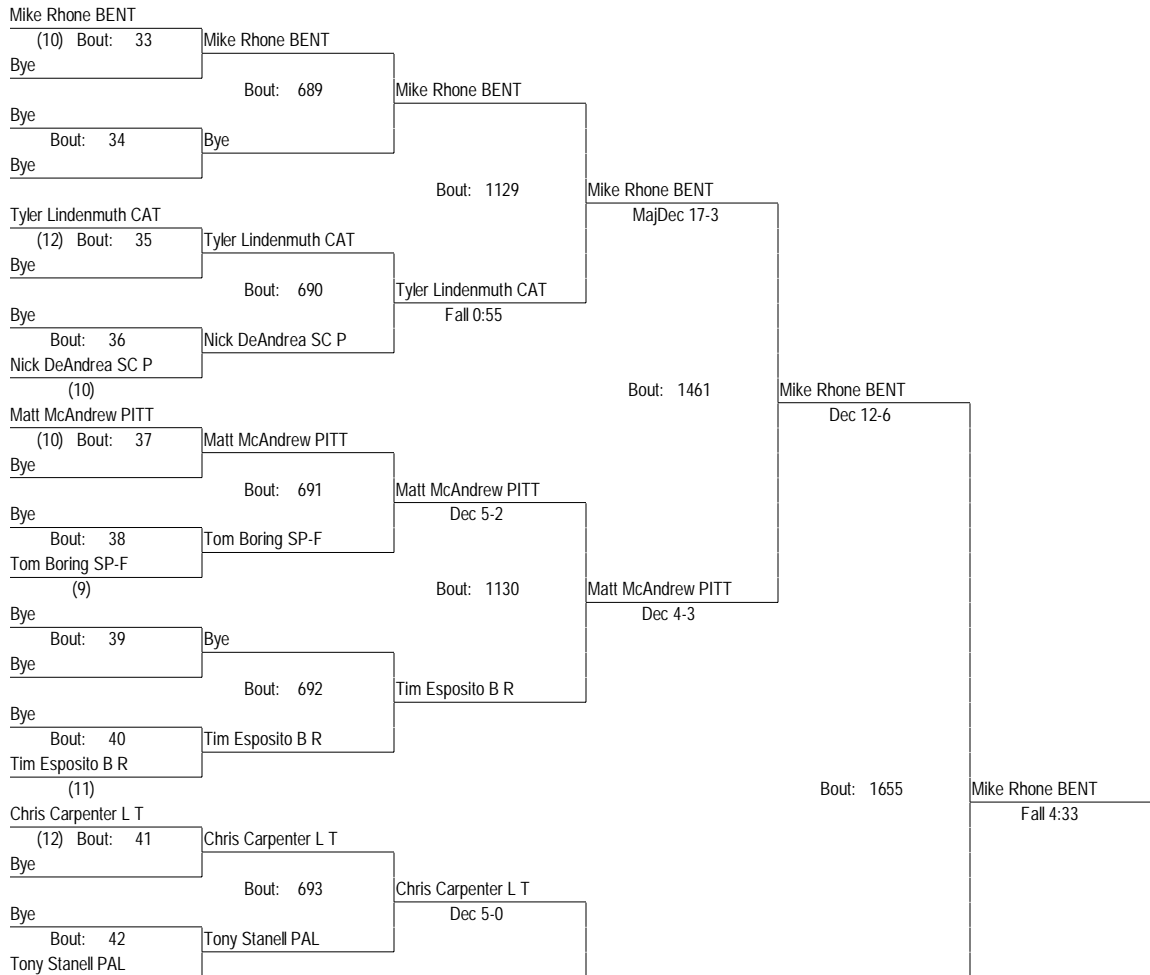 Mike Rhone BENT
(10) Bout: 33 Mike Rhone BENT
Bye
Bout: 689 Mike Rhone BENT
Bye
Bout: 34 Bye
Bye
Bout: 1129 Mike Rhone BENT
Tyler Lindenmuth CAT MajDec 17-3
(12) Bout: 35 Tyler Lindenmuth CAT
Bye
Bout: 690 Tyler Lindenmuth CAT
Bye Fall 0:55
Bout: 36 Nick DeAndrea SC P
Nick DeAndrea SC P
(10) Bout: 1461 Mike Rhone BENT
Matt McAndrew PITT Dec 12-6
(10) Bout: 37 Matt McAndrew PITT
Bye
Bout: 691 Matt McAndrew PITT
Bye Dec 5-2
Bout: 38 Tom Boring SP-F
Tom Boring SP-F
(9) Bout: 1130 Matt McAndrew PITT
Bye Dec 4-3
Bout: 39 Bye
Bye
Bout: 692 Tim Esposito B R
Bye
Bout: 40 Tim Esposito B R
Tim Esposito B R
(11) Bout: 1655 Mike Rhone BENT
Chris Carpenter L T Fall 4:33
(12) Bout: 41 Chris Carpenter L T
Bye
Bout: 693 Chris Carpenter L T
Bye Dec 5-0
Bout: 42 Tony Stanell PAL
Tony Stanell PAL